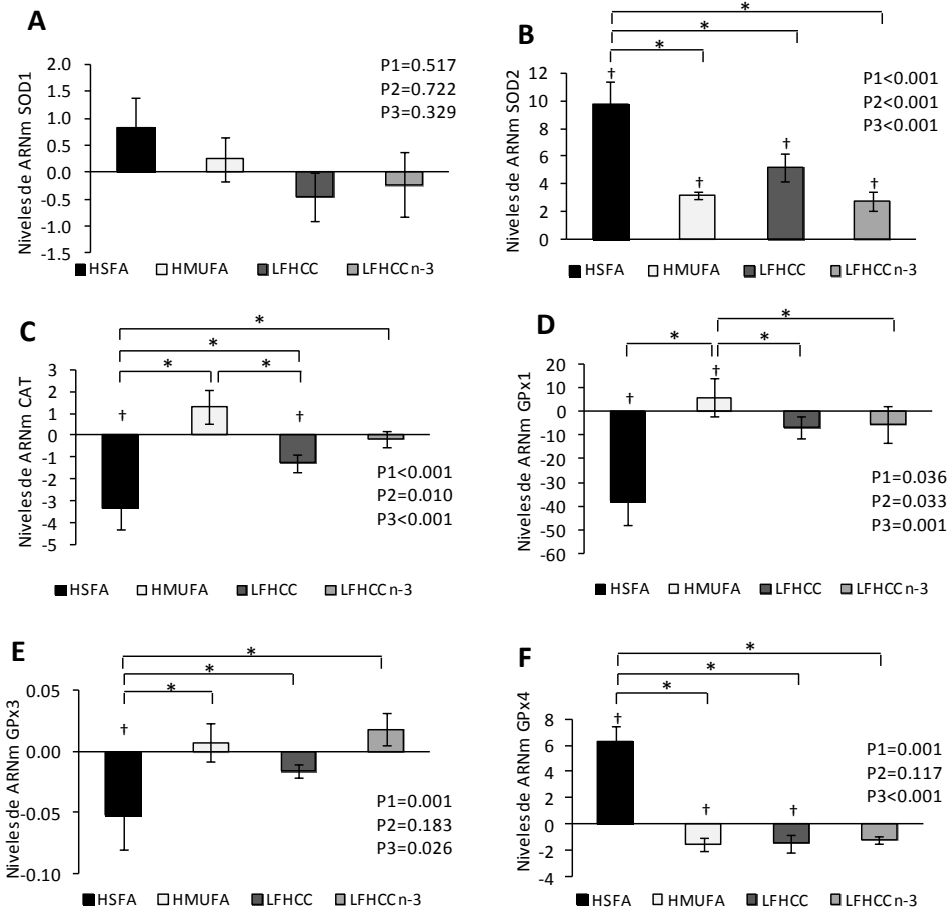 A
Niveles de ARNm SOD1
2.0
1.5
1.0
0.5
0.0
-0.5
-1.0
-1.5
P1=0.517
P2=0.722
P3=0.329
HSFA HMUFA LFHCC LFHCC n-3
B
Niveles de ARNm SOD2
12
10
8
6
4
2
0
* * *
† † † †
P1<0.001
P2<0.001
P3<0.001
HSFA HMUFA LFHCC LFHCC n-3
C
Niveles de ARNm CAT
3
2
1
0
-1
-2
-3
-4
-5
* * * *
† †
P1<0.001
P2=0.010
P3<0.001
HSFA HMUFA LFHCC LFHCC n-3
D
Niveles de ARNm GPx1
20
10
0
-10
-20
-30
-40
-50
-60
* * *
† †
P1=0.036
P2=0.033
P3=0.001
HSFA HMUFA LFHCC LFHCC n-3
E
Niveles de ARNm GPx3
0.05
0.00
-0.05
-0.10
* * *
†
P1=0.001
P2=0.183
P3=0.026
HSFA HMUFA LFHCC LFHCC n-3
F
Niveles de ARNm GPx4
8
6
4
2
0
-2
-4
* * *
† † †
P1=0.001
P2=0.117
P3<0.001
HSFA HMUFA LFHCC LFHCC n-3